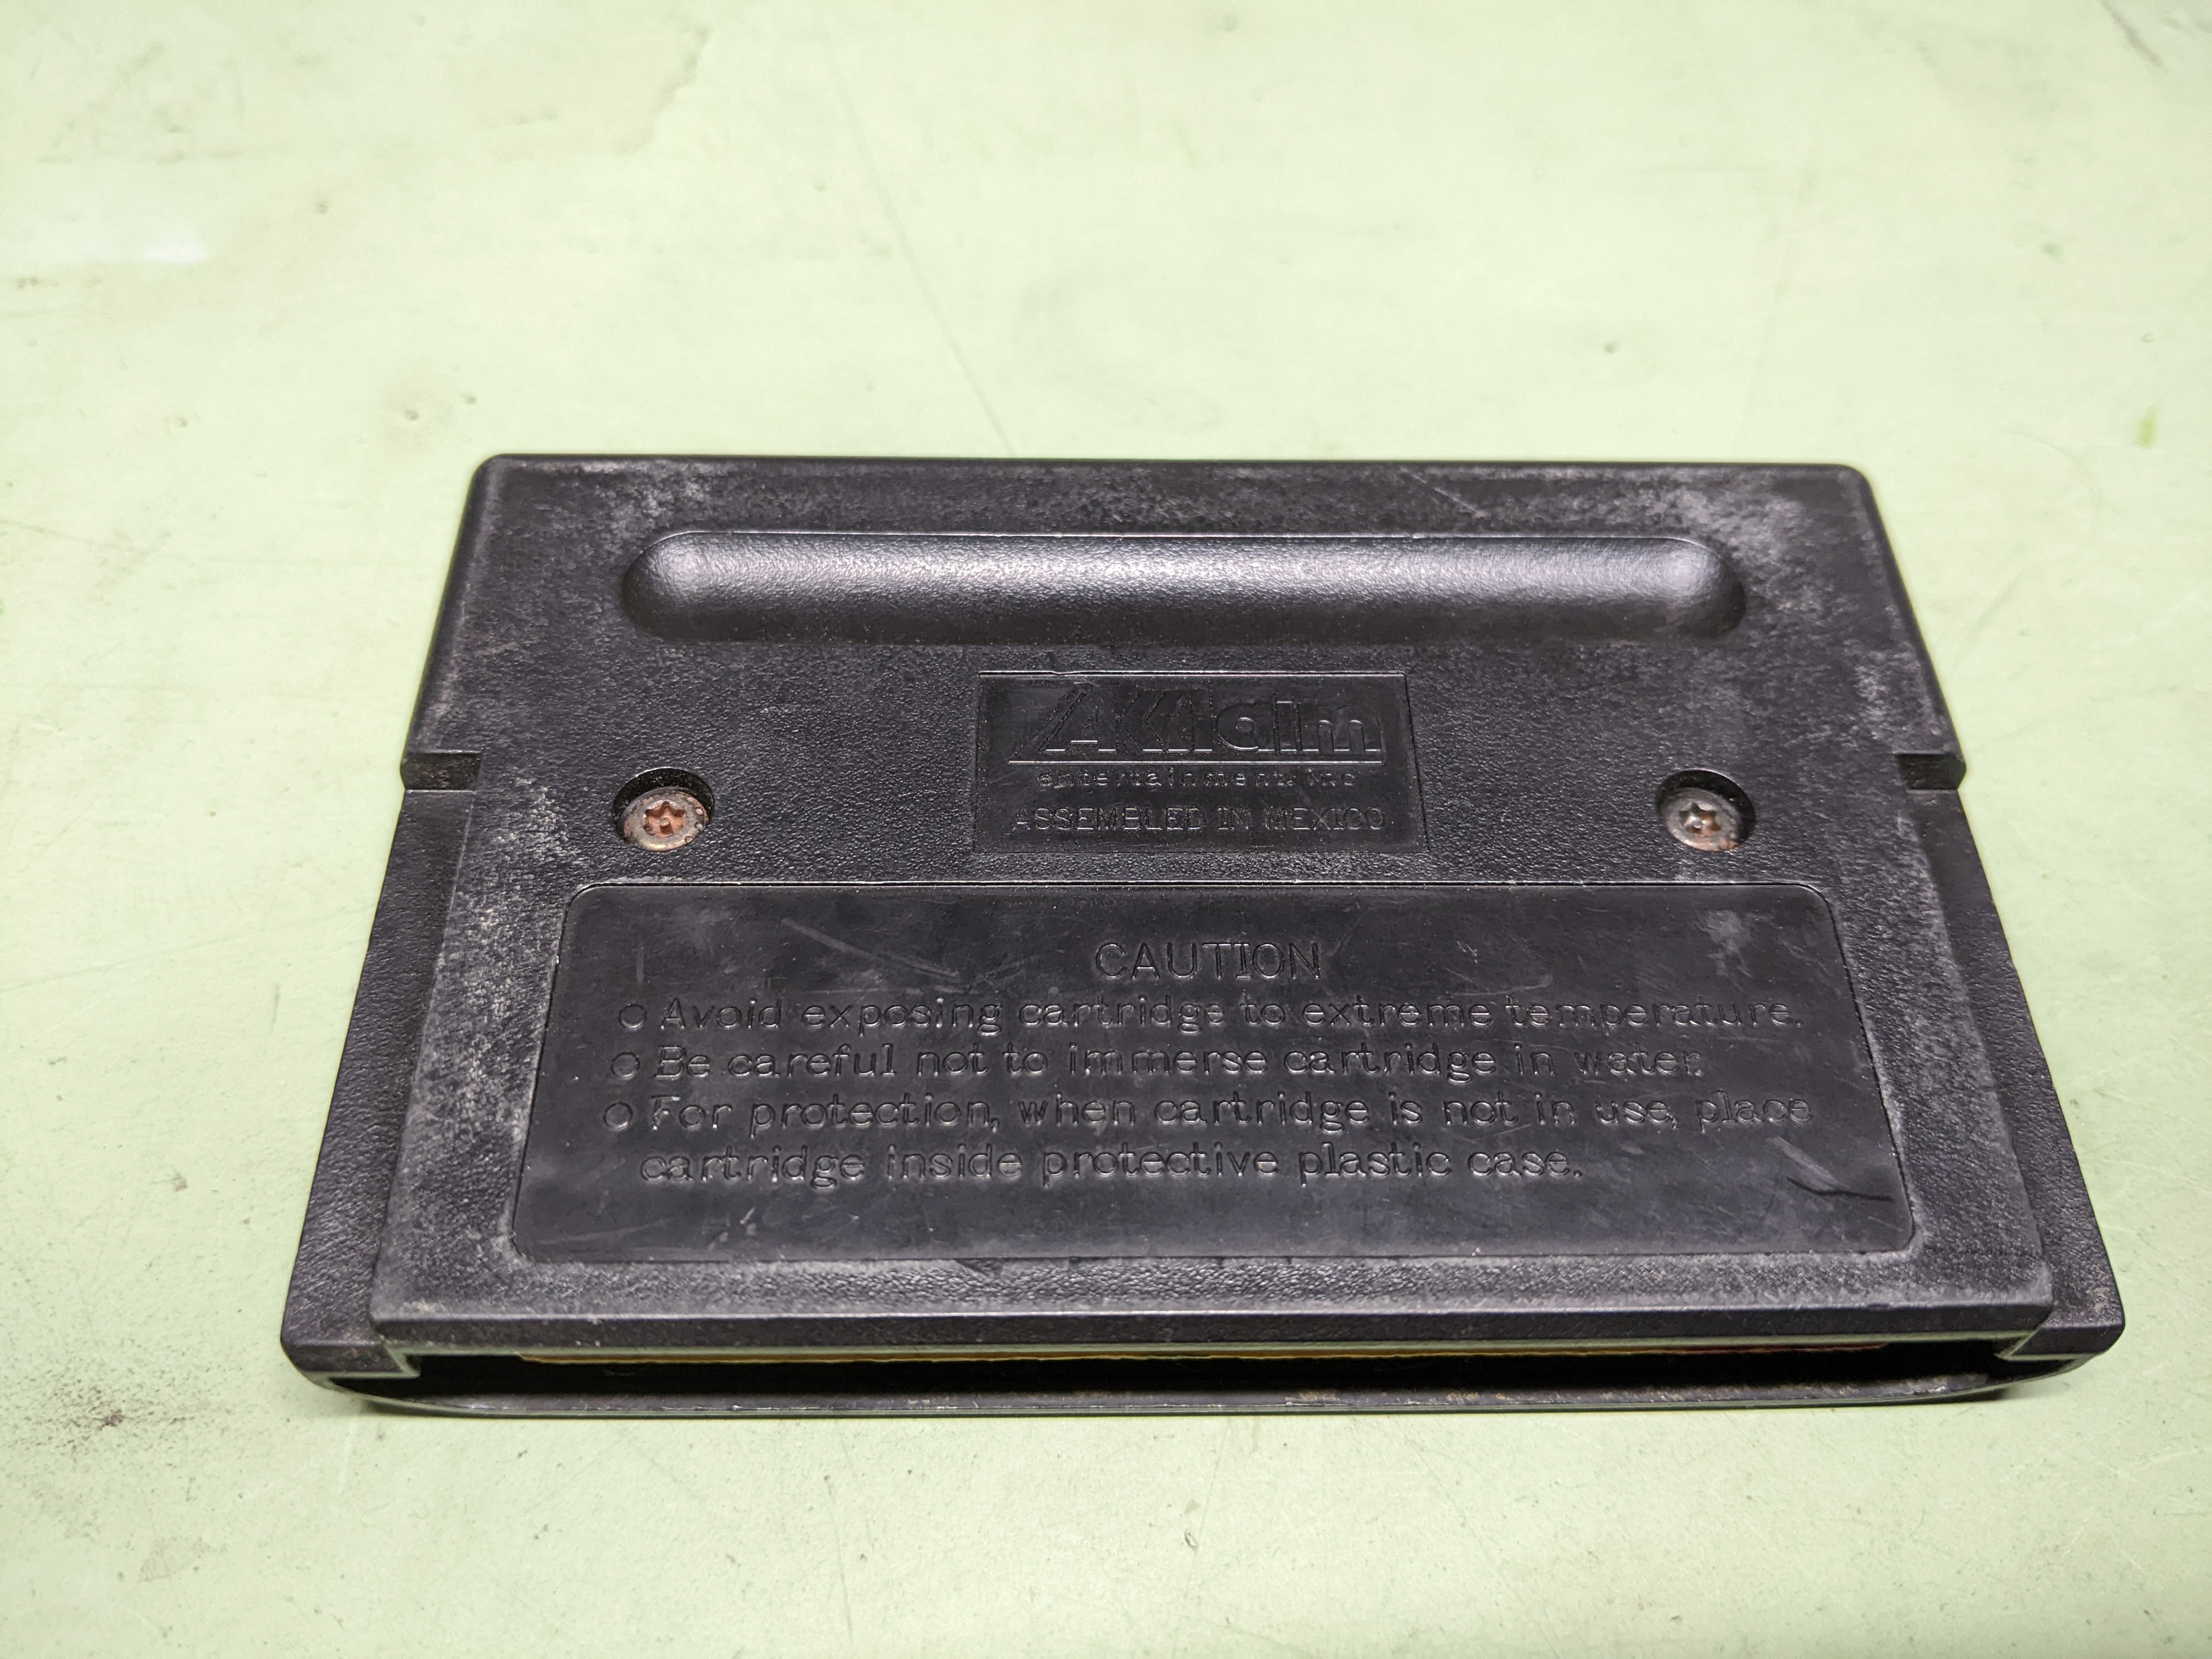 AKklaim
entertainment, inc
ASSEMBLED IN MEXICO
CAUTION
○ Avoid exposing cartridge to extreme temperature.
○ Be careful not to immerse cartridge in water.
○ For protection, when cartridge is not in use, place
cartridge inside protective plastic case.